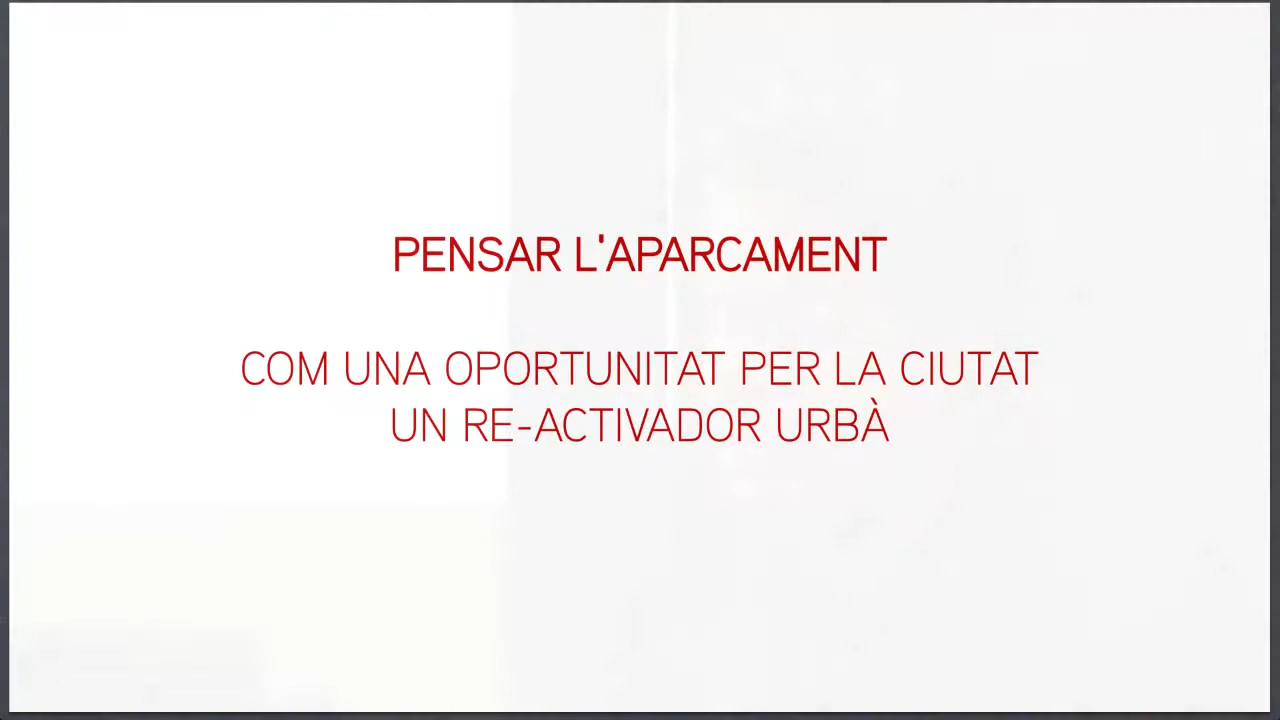 PENSAR L'APARCAMENT
COM UNA OPORTUNITAT PER LA CIUTAT
UN RE-ACTIVADOR URBÀ